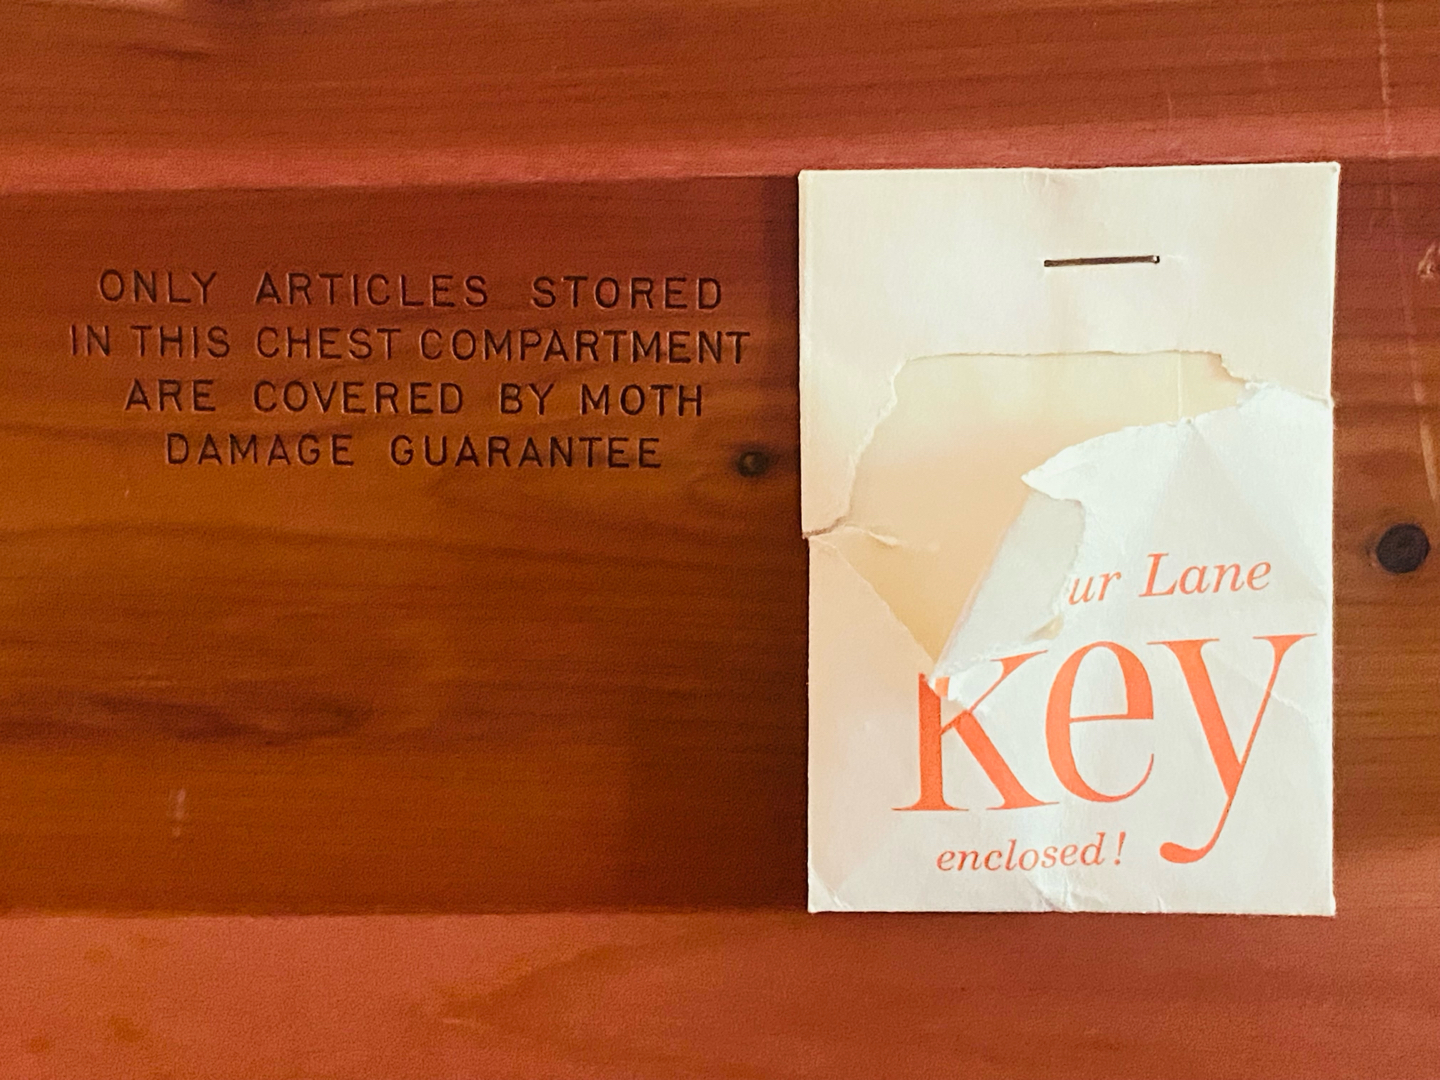 ONLY ARTICLES STORED
IN THIS CHEST COMPARTMENT
ARE COVERED BY MOTH
DAMAGE GUARANTEE
ur Lane
key
enclosed!